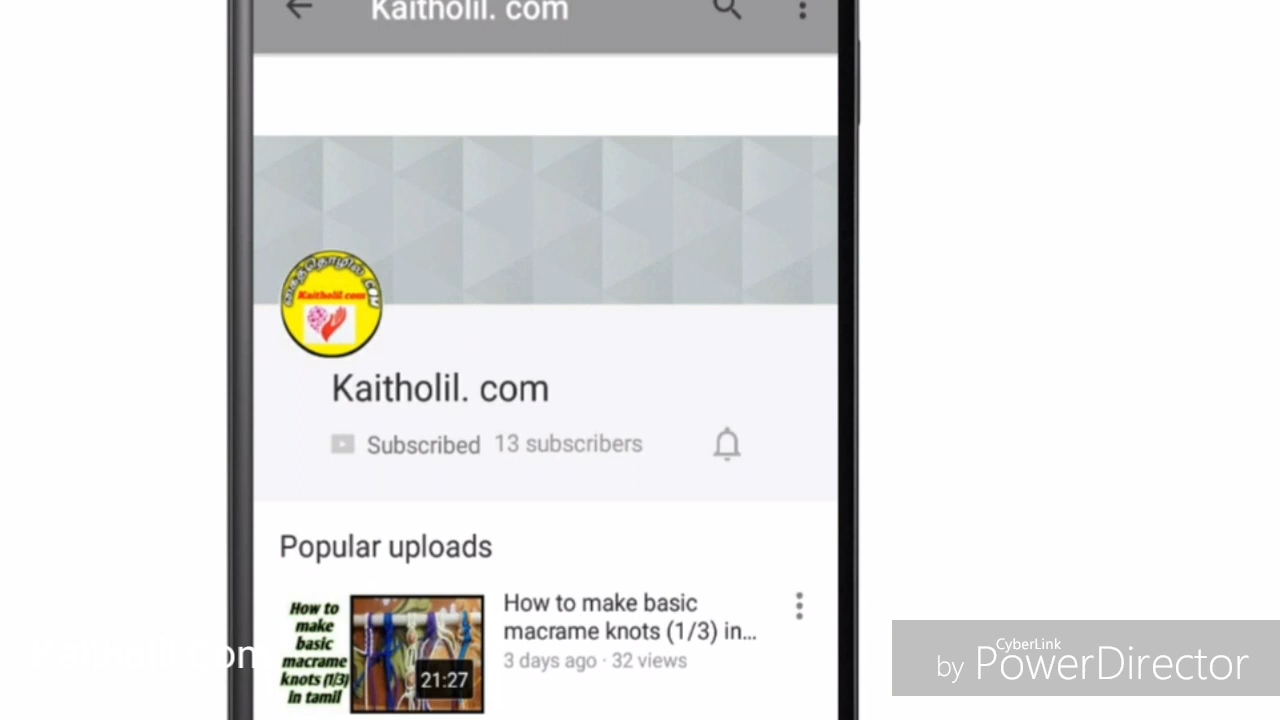 Kaitholil. com
கைத்தொழில் .com
Kaitholil.com
Kaitholil. com
Subscribed 13 subscribers
Popular uploads
How to
make
basic
macrame
knots (1/3)
in tamil
21:27
How to make basic
macrame knots (1/3) in...
3 days ago · 32 views
CyberLink
by PowerDirector